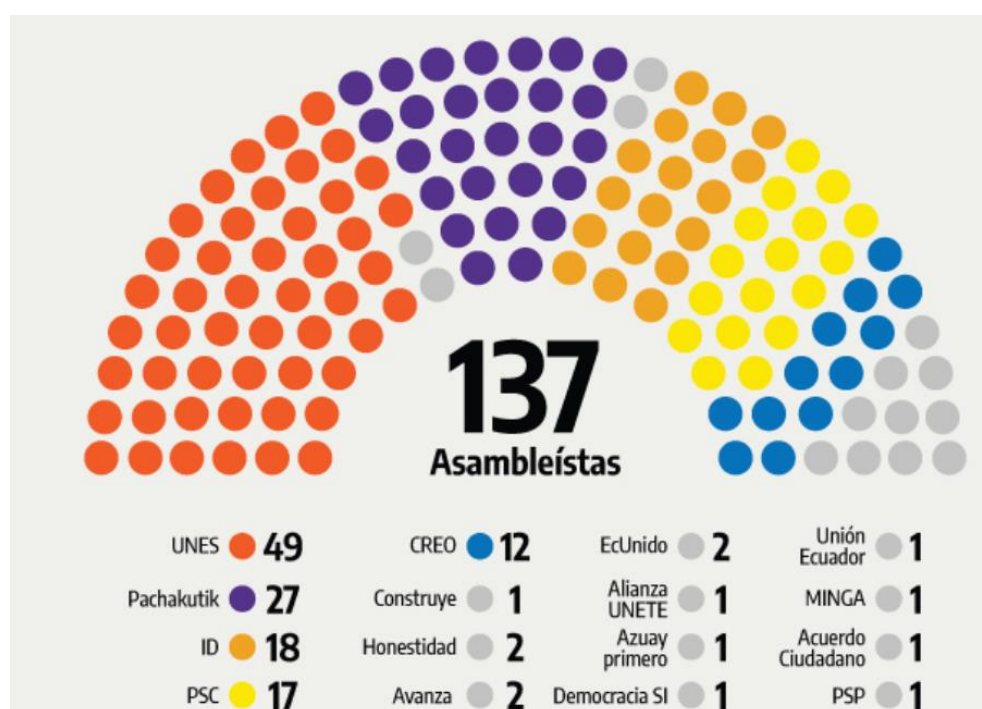 137
Asambleístas
UNES 49
Pachakutik 27
ID 18
PSC 17
CREO 12
Construye 1
Honestidad 2
Avanza 2
EcUnido 2
Alianza
UNETE 1
Azuay
primero 1
Democracia SI 1
Unión
Ecuador 1
MINGA 1
Acuerdo
Ciudadano 1
PSP 1